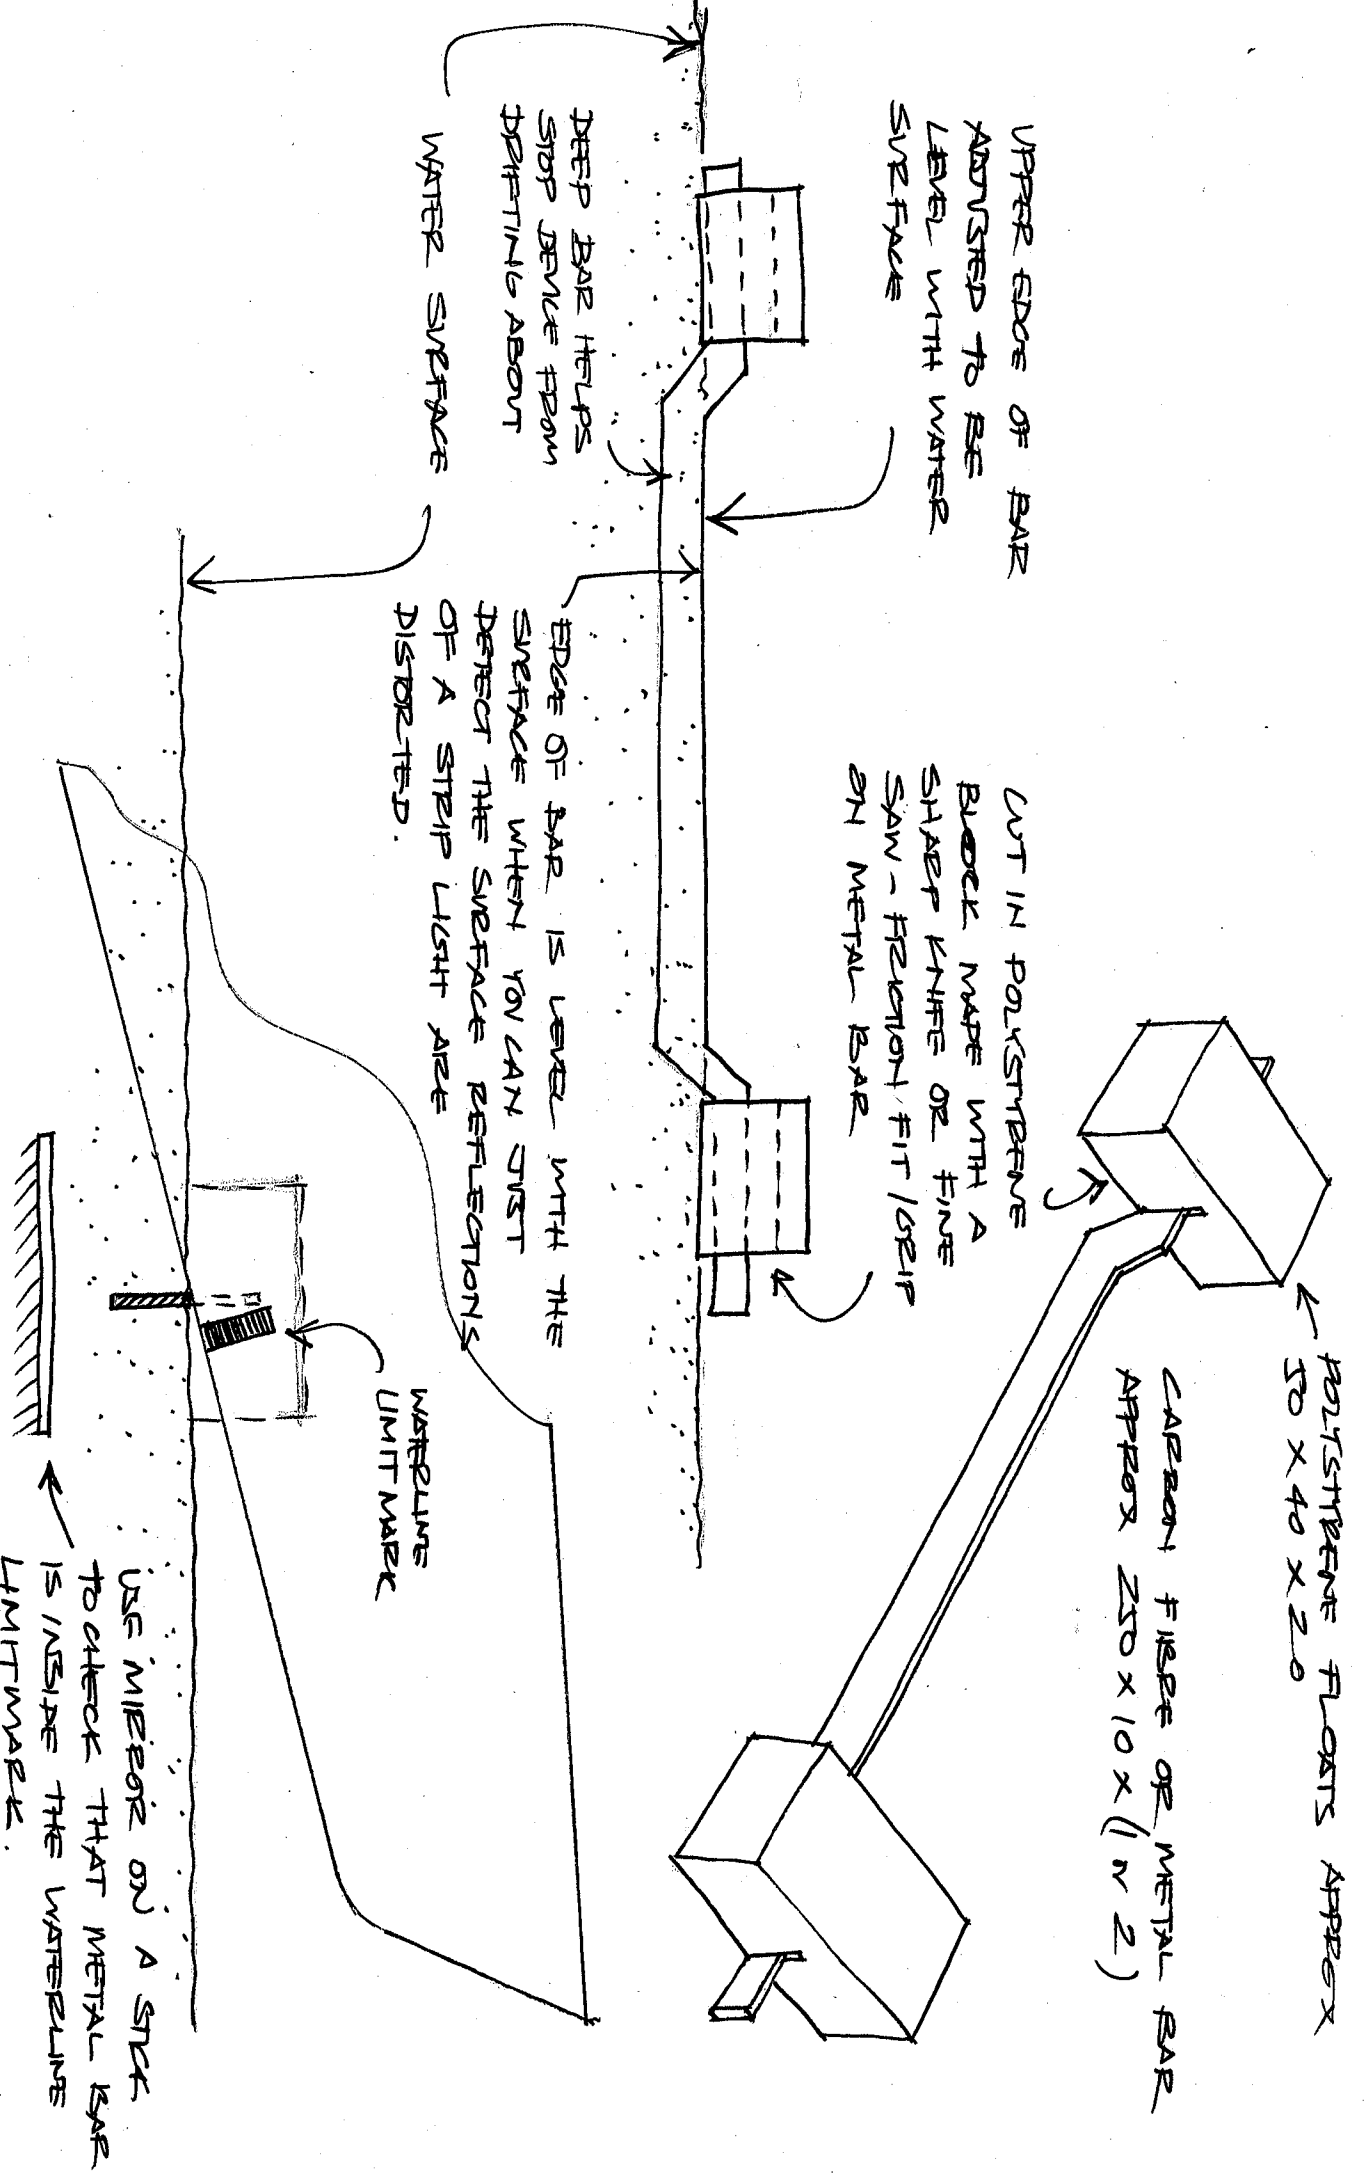 POLYSTYRENE FLOATS APPROX
50 X 40 X 20
CARBON FIBRE OR METAL BAR
APPROX 250 X 10 X (1 or 2)
UPPER EDGE OF BAR
ADJUSTED TO BE
LEVEL WITH WATER
SURFACE
CUT IN POLYSTYRENE
BLOCK MADE WITH A
SHARP KNIFE OR FINE
SAW - FRICTION FIT / GRIP
ON METAL BAR
DEEP BAR HELPS
STOP DEVICE FROM
DRIFTING ABOUT
EDGE OF BAR IS LEVEL WITH THE
SURFACE WHEN YOU CAN JUST
DETECT THE SURFACE REFLECTIONS
OF A STRIP LIGHT ARE
DISTORTED.
WATER SURFACE
WATERLINE
LIMIT MARK
USE MIRROR ON A STICK
TO CHECK THAT METAL BAR
IS INSIDE THE WATERLINE
LIMIT MARK.